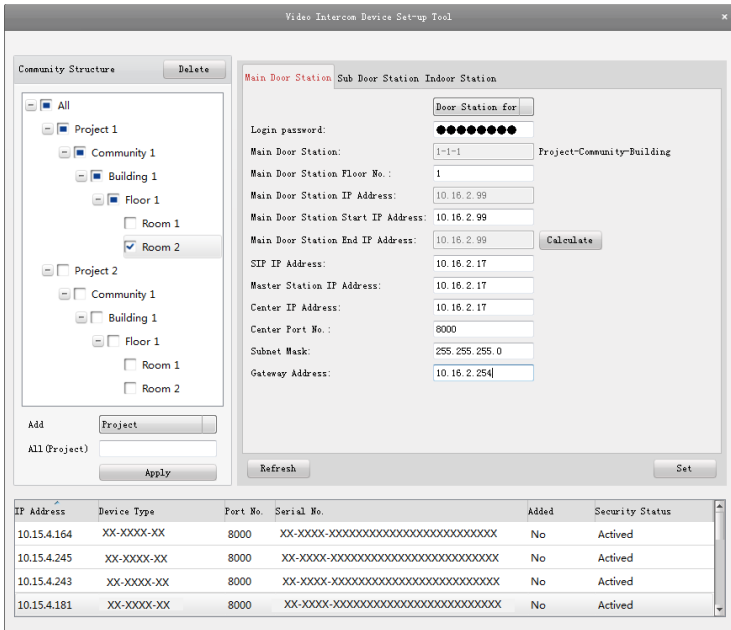 Video Intercom Device Set-up Tool
Community Structure
Delete
All
Project 1
Community 1
Building 1
Floor 1
Room 1
Room 2
Project 2
Community 1
Building 1
Floor 1
Room 1
Room 2
Add Project
All(Project)
Apply
Main Door Station Sub Door Station Indoor Station
Door Station for
Login password:
Main Door Station: 1-1-1 Project-Community-Building
Main Door Station Floor No.: 1
Main Door Station IP Address: 10.16.2.99
Main Door Station Start IP Address: 10.16.2.99
Main Door Station End IP Address: 10.16.2.99 Calculate
SIP IP Address: 10.16.2.17
Master Station IP Address: 10.16.2.17
Center IP Address: 10.16.2.17
Center Port No.: 8000
Subnet Mask: 255.255.255.0
Gateway Address: 10.16.2.254
Refresh
Set
IP Address Device Type Port No. Serial No. Added Security Status
10.15.4.164 XX-XXXX-XX 8000 XX-XXXX-XXXXXXXXXXXXXXXXXXXXXXXXXX No Actived
10.15.4.245 XX-XXXX-XX 8000 XX-XXXX-XXXXXXXXXXXXXXXXXXXXXXXXXX No Actived
10.15.4.243 XX-XXXX-XX 8000 XX-XXXX-XXXXXXXXXXXXXXXXXXXXXXXXXX No Actived
10.15.4.181 XX-XXXX-XX 8000 XX-XXXX-XXXXXXXXXXXXXXXXXXXXXXXXXX No Actived